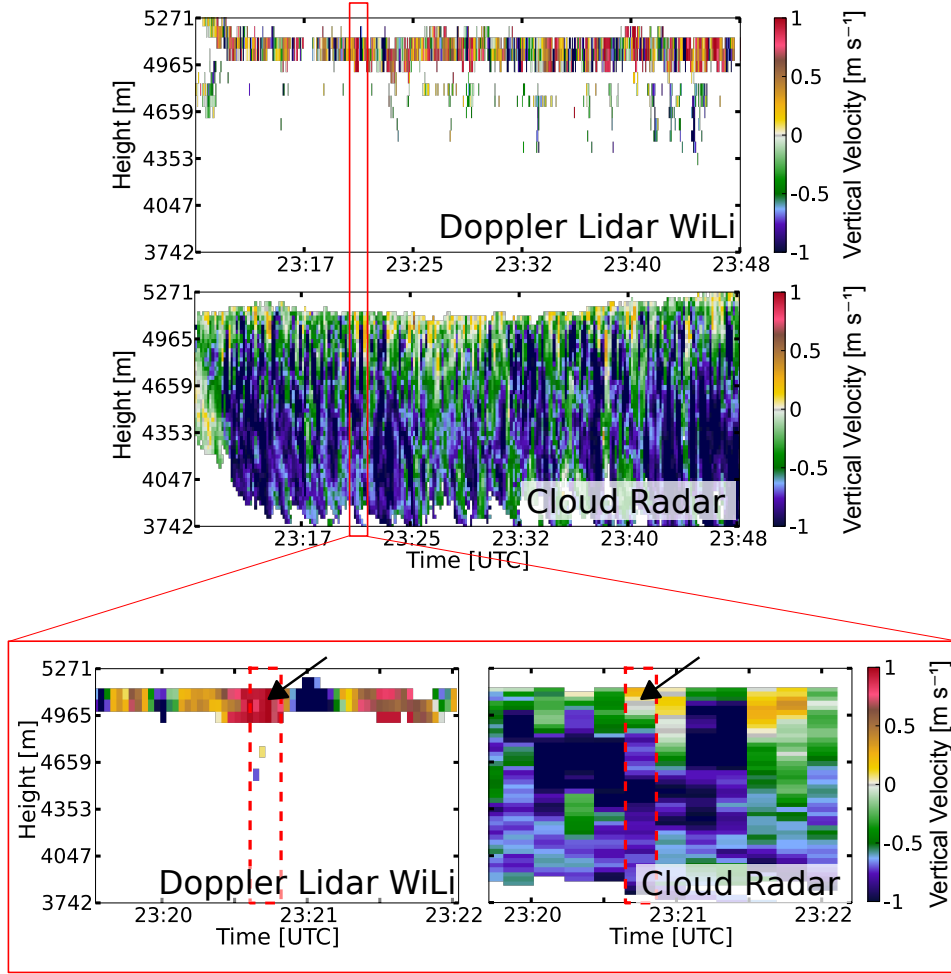 5271
4965
4659
4353
4047
3742
Height [m]
Doppler Lidar WiLi
23:17 23:25 23:32 23:40 23:48
1
0.5
0
-0.5
-1
Vertical Velocity [m s⁻¹]
5271
4965
4659
4353
4047
3742
Height [m]
Cloud Radar
23:17 23:25 23:32 23:40 23:48
Time [UTC]
1
0.5
0
-0.5
-1
Vertical Velocity [m s⁻¹]
5271
4965
4659
4353
4047
3742
Height [m]
Doppler Lidar WiLi
23:20 23:21 23:22
Time [UTC]
Cloud Radar
23:20 23:21 23:22
Time [UTC]
1
0.5
0
-0.5
-1
Vertical Velocity [m s⁻¹]